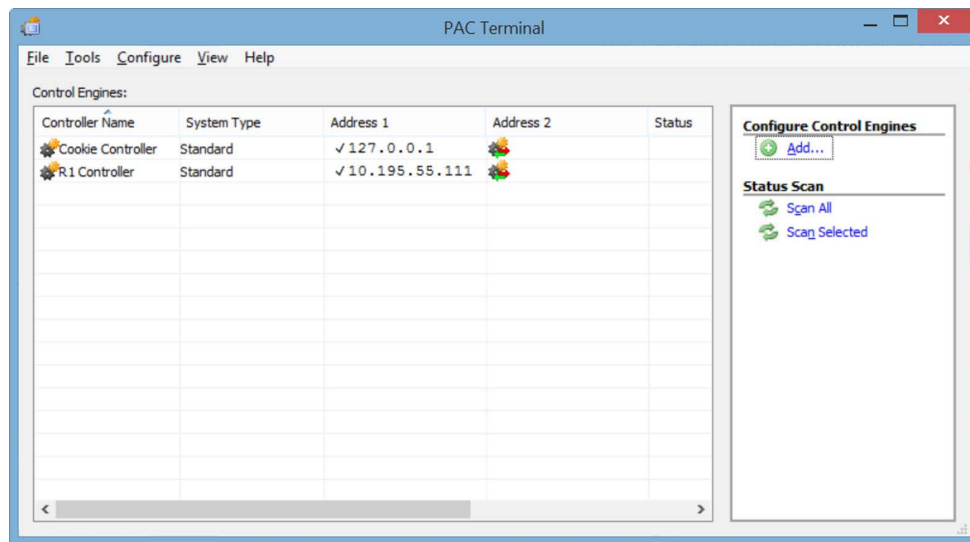 PAC Terminal
File Tools Configure View Help
Control Engines:
Controller Name System Type Address 1 Address 2 Status
Cookie Controller Standard ✓127.0.0.1
R1 Controller Standard ✓10.195.55.111
Configure Control Engines
Add...
Status Scan
Scan All
Scan Selected